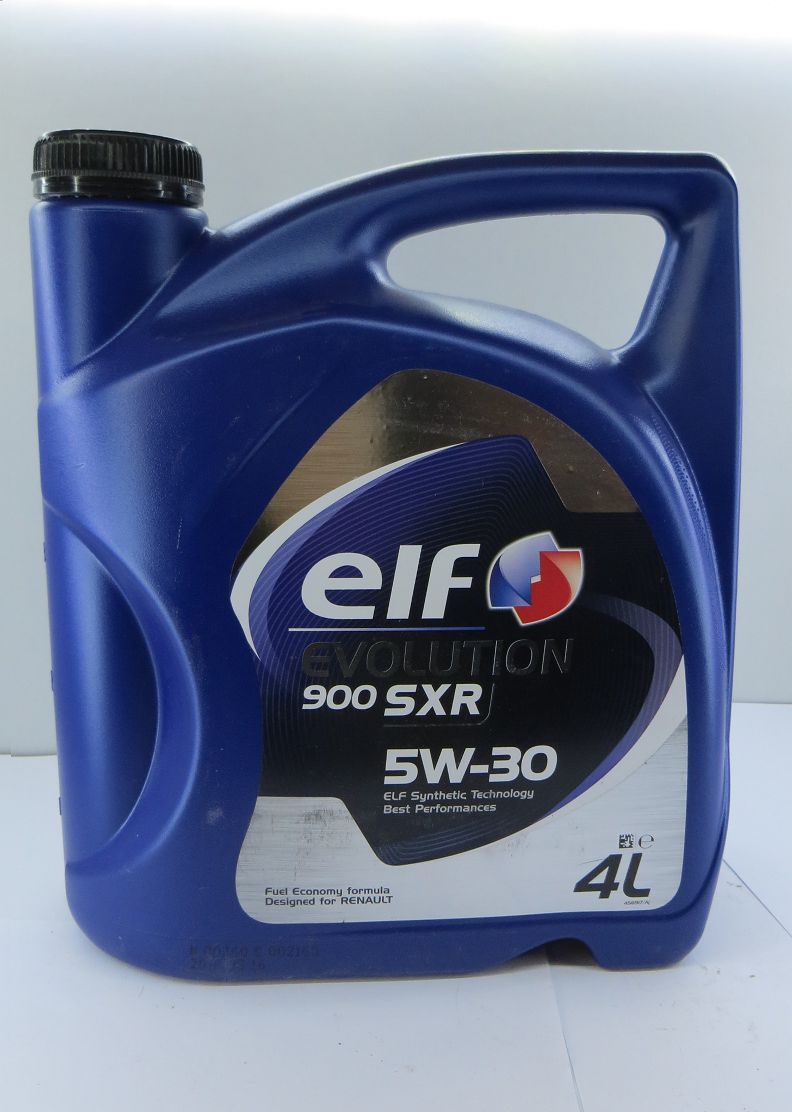 elf
EVOLUTION
900 SXR
5W-30
ELF Synthetic Technology
Best Performances
Fuel Economy formula
Designed for RENAULT
e
4L